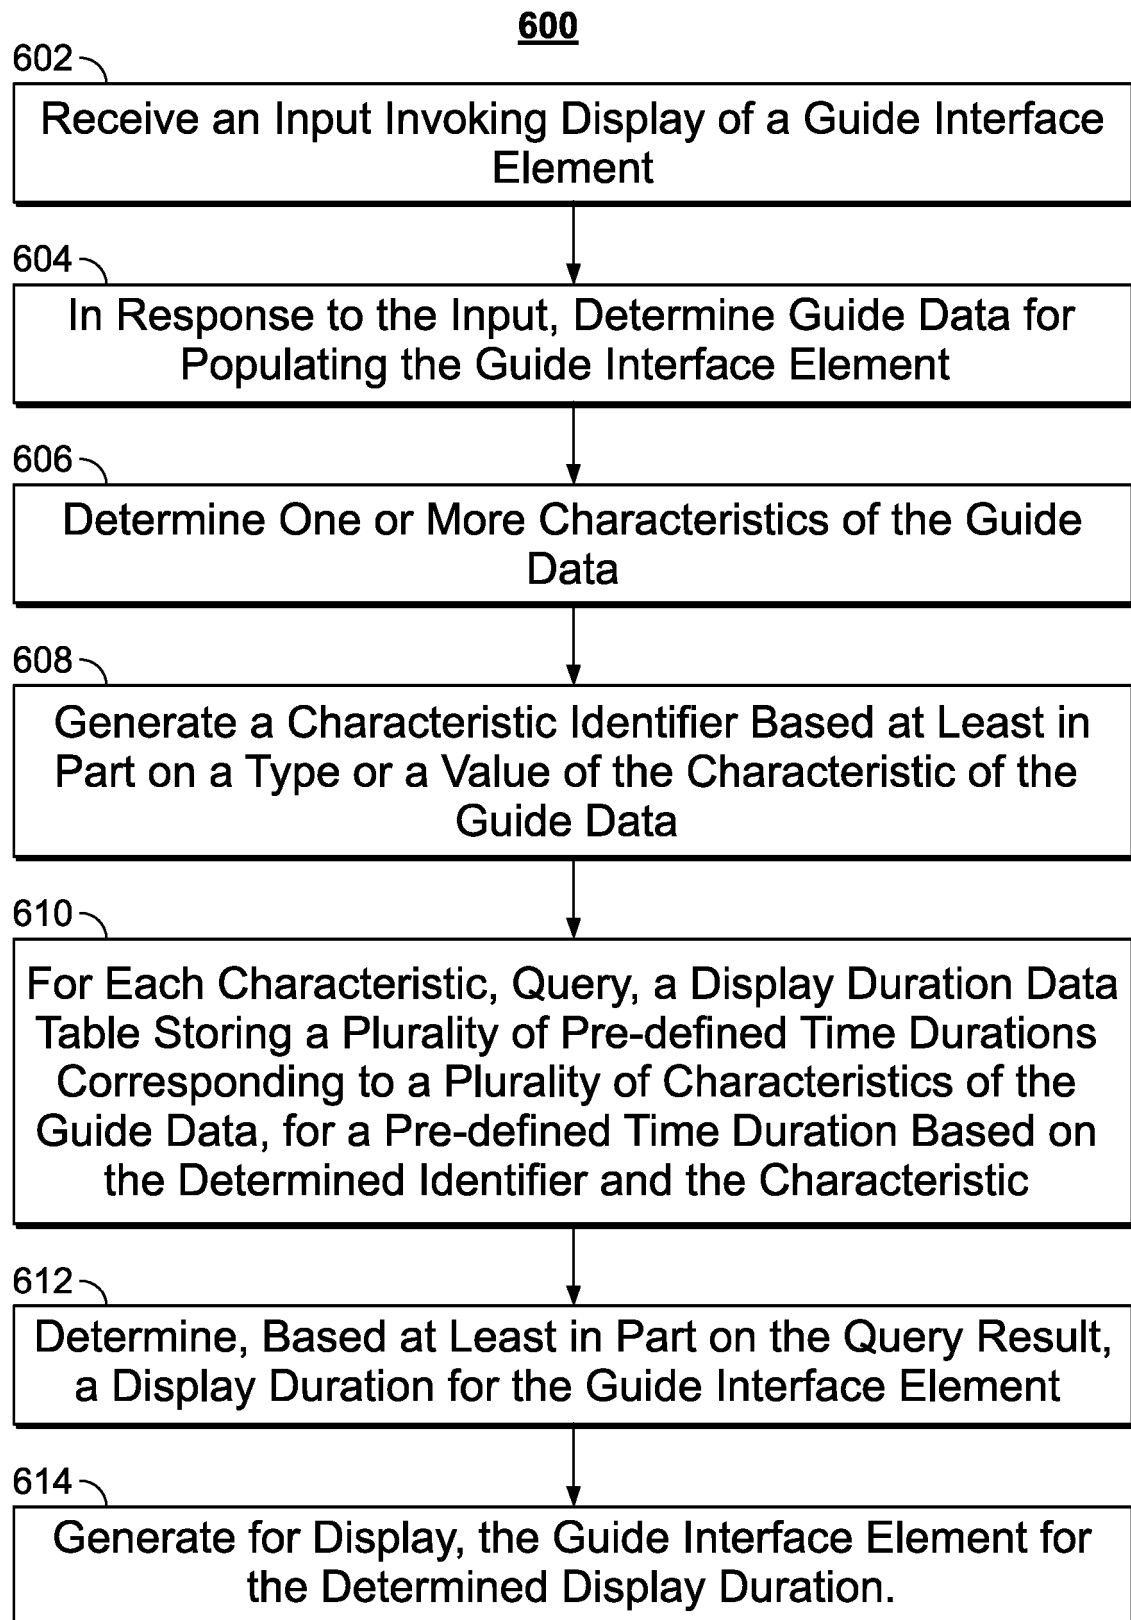 600
602
Receive an Input Invoking Display of a Guide Interface
Element
604
In Response to the Input, Determine Guide Data for
Populating the Guide Interface Element
606
Determine One or More Characteristics of the Guide
Data
608
Generate a Characteristic Identifier Based at Least in
Part on a Type or a Value of the Characteristic of the
Guide Data
610
For Each Characteristic, Query, a Display Duration Data
Table Storing a Plurality of Pre-defined Time Durations
Corresponding to a Plurality of Characteristics of the
Guide Data, for a Pre-defined Time Duration Based on
the Determined Identifier and the Characteristic
612
Determine, Based at Least in Part on the Query Result,
a Display Duration for the Guide Interface Element
614
Generate for Display, the Guide Interface Element for
the Determined Display Duration.